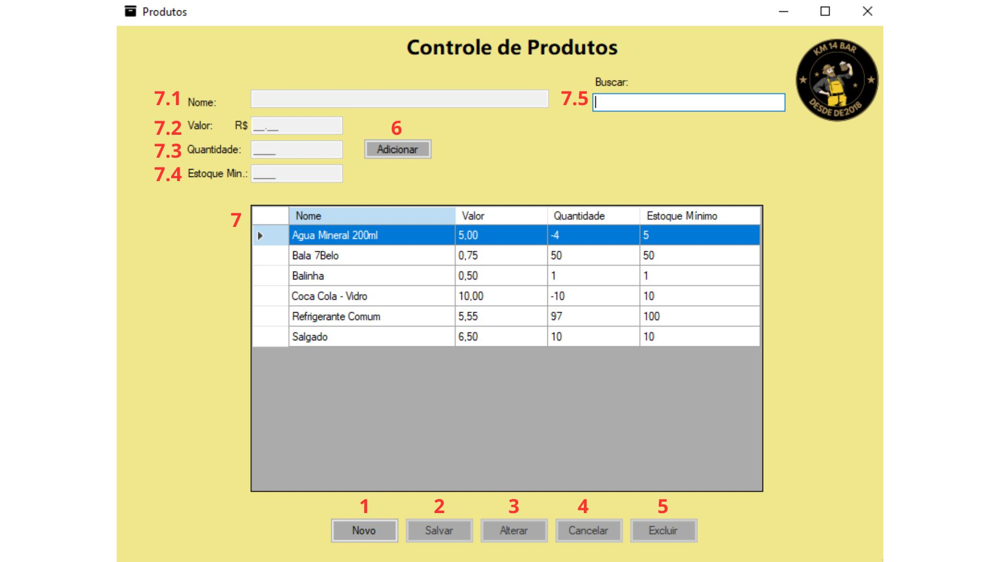 Produtos
Controle de Produtos
KM 14 BAR
DESDE DE 2018
Buscar:
7.1 Nome:
7.5
7.2 Valor: R$ __.__
6
7.3 Quantidade: ____
Adicionar
7.4 Estoque Min.: ____
7
Nome Valor Quantidade Estoque Mínimo
Agua Mineral 200ml 5,00 -4 5
Bala 7Belo 0,75 50 50
Balinha 0,50 1 1
Coca Cola - Vidro 10,00 -10 10
Refrigerante Comum 5,55 97 100
Salgado 6,50 10 10
1 2 3 4 5
Novo Salvar Alterar Cancelar Excluir